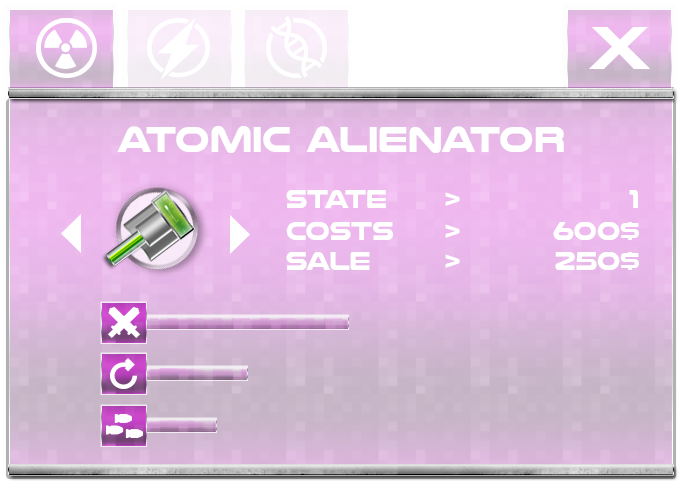 X
ATOMIC ALIENATOR
STATE > 1
COSTS > 600$
SALE > 250$